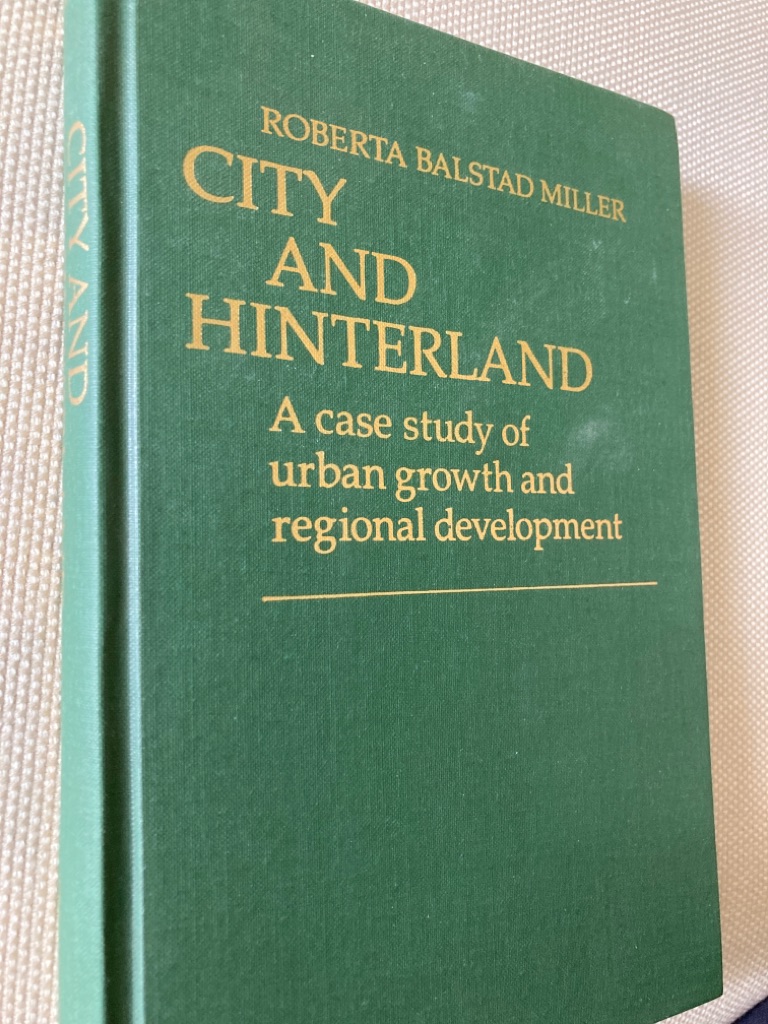 ROBERTA BALSTAD MILLER
CITY
AND
HINTERLAND
A case study of
urban growth and
regional development
CITY AND